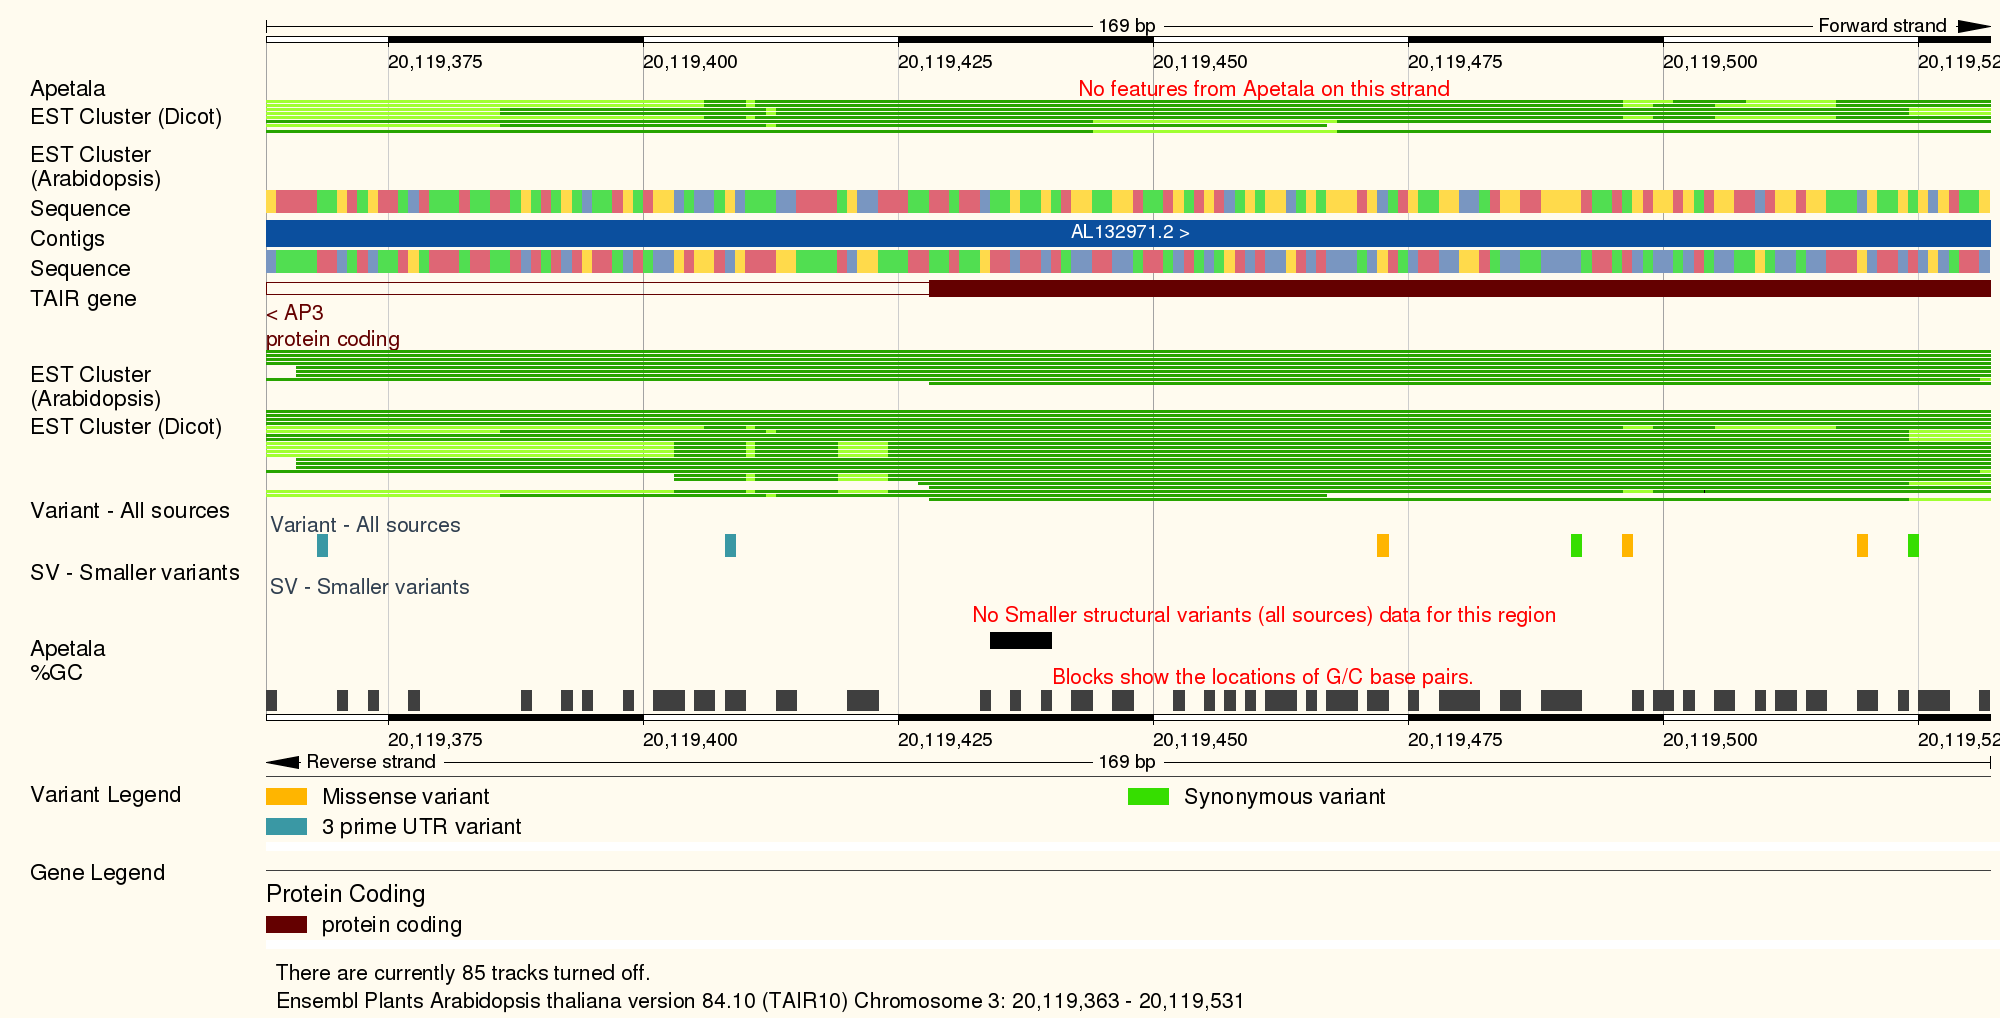 169 bp
Forward strand
20,119,375 20,119,400 20,119,425 20,119,450 20,119,475 20,119,500 20,119,52
Apetala
No features from Apetala on this strand
EST Cluster (Dicot)
EST Cluster
(Arabidopsis)
Sequence
Contigs
AL132971.2 >
Sequence
TAIR gene
< AP3
protein coding
EST Cluster
(Arabidopsis)
EST Cluster (Dicot)
Variant - All sources
Variant - All sources
SV - Smaller variants
SV - Smaller variants
No Smaller structural variants (all sources) data for this region
Apetala
%GC
Blocks show the locations of G/C base pairs.
20,119,375 20,119,400 20,119,425 20,119,450 20,119,475 20,119,500 20,119,52
Reverse strand
169 bp
Variant Legend
Missense variant
Synonymous variant
3 prime UTR variant
Gene Legend
Protein Coding
protein coding
There are currently 85 tracks turned off.
Ensembl Plants Arabidopsis thaliana version 84.10 (TAIR10) Chromosome 3: 20,119,363 - 20,119,531